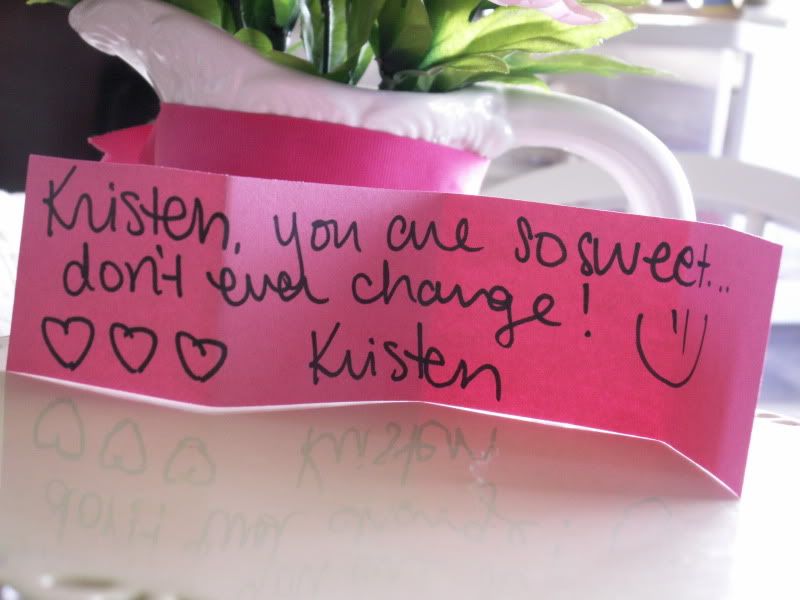 Kristen, you are so sweet...
don't ever change!
Kristen